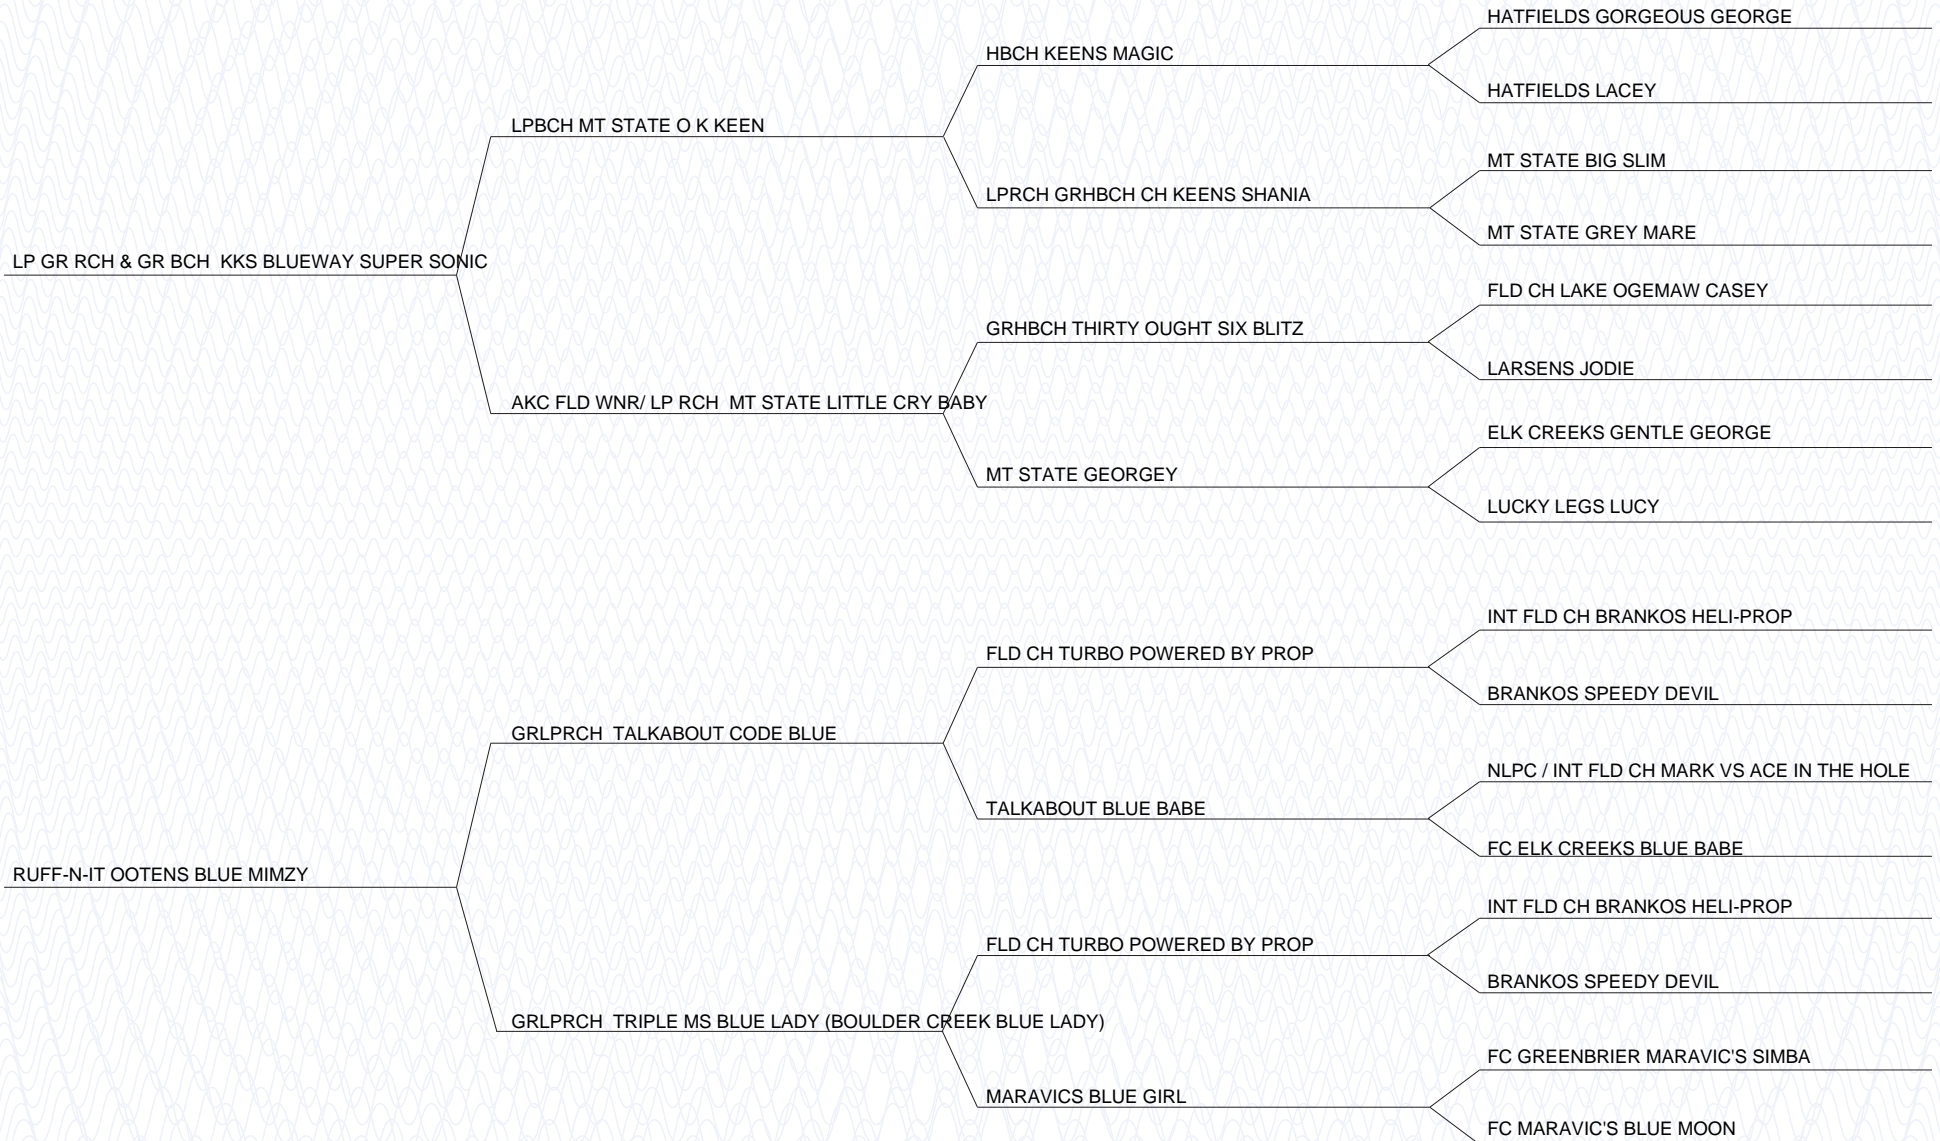 HATFIELDS GORGEOUS GEORGE
HBCH KEENS MAGIC
HATFIELDS LACEY
LPBCH MT STATE O K KEEN
MT STATE BIG SLIM
LPRCH GRHBCH CH KEENS SHANIA
MT STATE GREY MARE
LP GR RCH & GR BCH  KKS BLUEWAY SUPER SONIC
FLD CH LAKE OGEMAW CASEY
GRHBCH THIRTY OUGHT SIX BLITZ
LARSENS JODIE
AKC FLD WNR/ LP RCH  MT STATE LITTLE CRY BABY
ELK CREEKS GENTLE GEORGE
MT STATE GEORGEY
LUCKY LEGS LUCY
INT FLD CH BRANKOS HELI-PROP
FLD CH TURBO POWERED BY PROP
BRANKOS SPEEDY DEVIL
GRLPRCH  TALKABOUT CODE BLUE
NLPC / INT FLD CH MARK VS ACE IN THE HOLE
TALKABOUT BLUE BABE
FC ELK CREEKS BLUE BABE
RUFF-N-IT OOTENS BLUE MIMZY
INT FLD CH BRANKOS HELI-PROP
FLD CH TURBO POWERED BY PROP
BRANKOS SPEEDY DEVIL
GRLPRCH  TRIPLE MS BLUE LADY (BOULDER CREEK BLUE LADY)
FC GREENBRIER MARAVIC'S SIMBA
MARAVICS BLUE GIRL
FC MARAVIC'S BLUE MOON